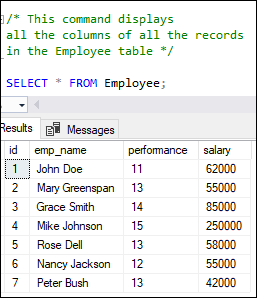 /* This command displays
all the columns of all the records
in the Employee table */
SELECT * FROM Employee;
Results Messages
id emp_name performance salary
1 John Doe 11 62000
2 Mary Greenspan 13 55000
3 Grace Smith 14 85000
4 Mike Johnson 15 250000
5 Rose Dell 13 58000
6 Nancy Jackson 12 55000
7 Peter Bush 13 42000